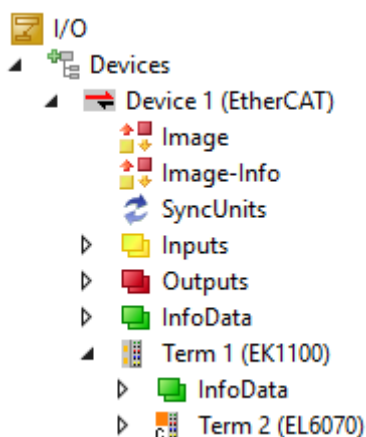 I/O
Devices
Device 1 (EtherCAT)
Image
Image-Info
SyncUnits
Inputs
Outputs
InfoData
Term 1 (EK1100)
InfoData
Term 2 (EL6070)